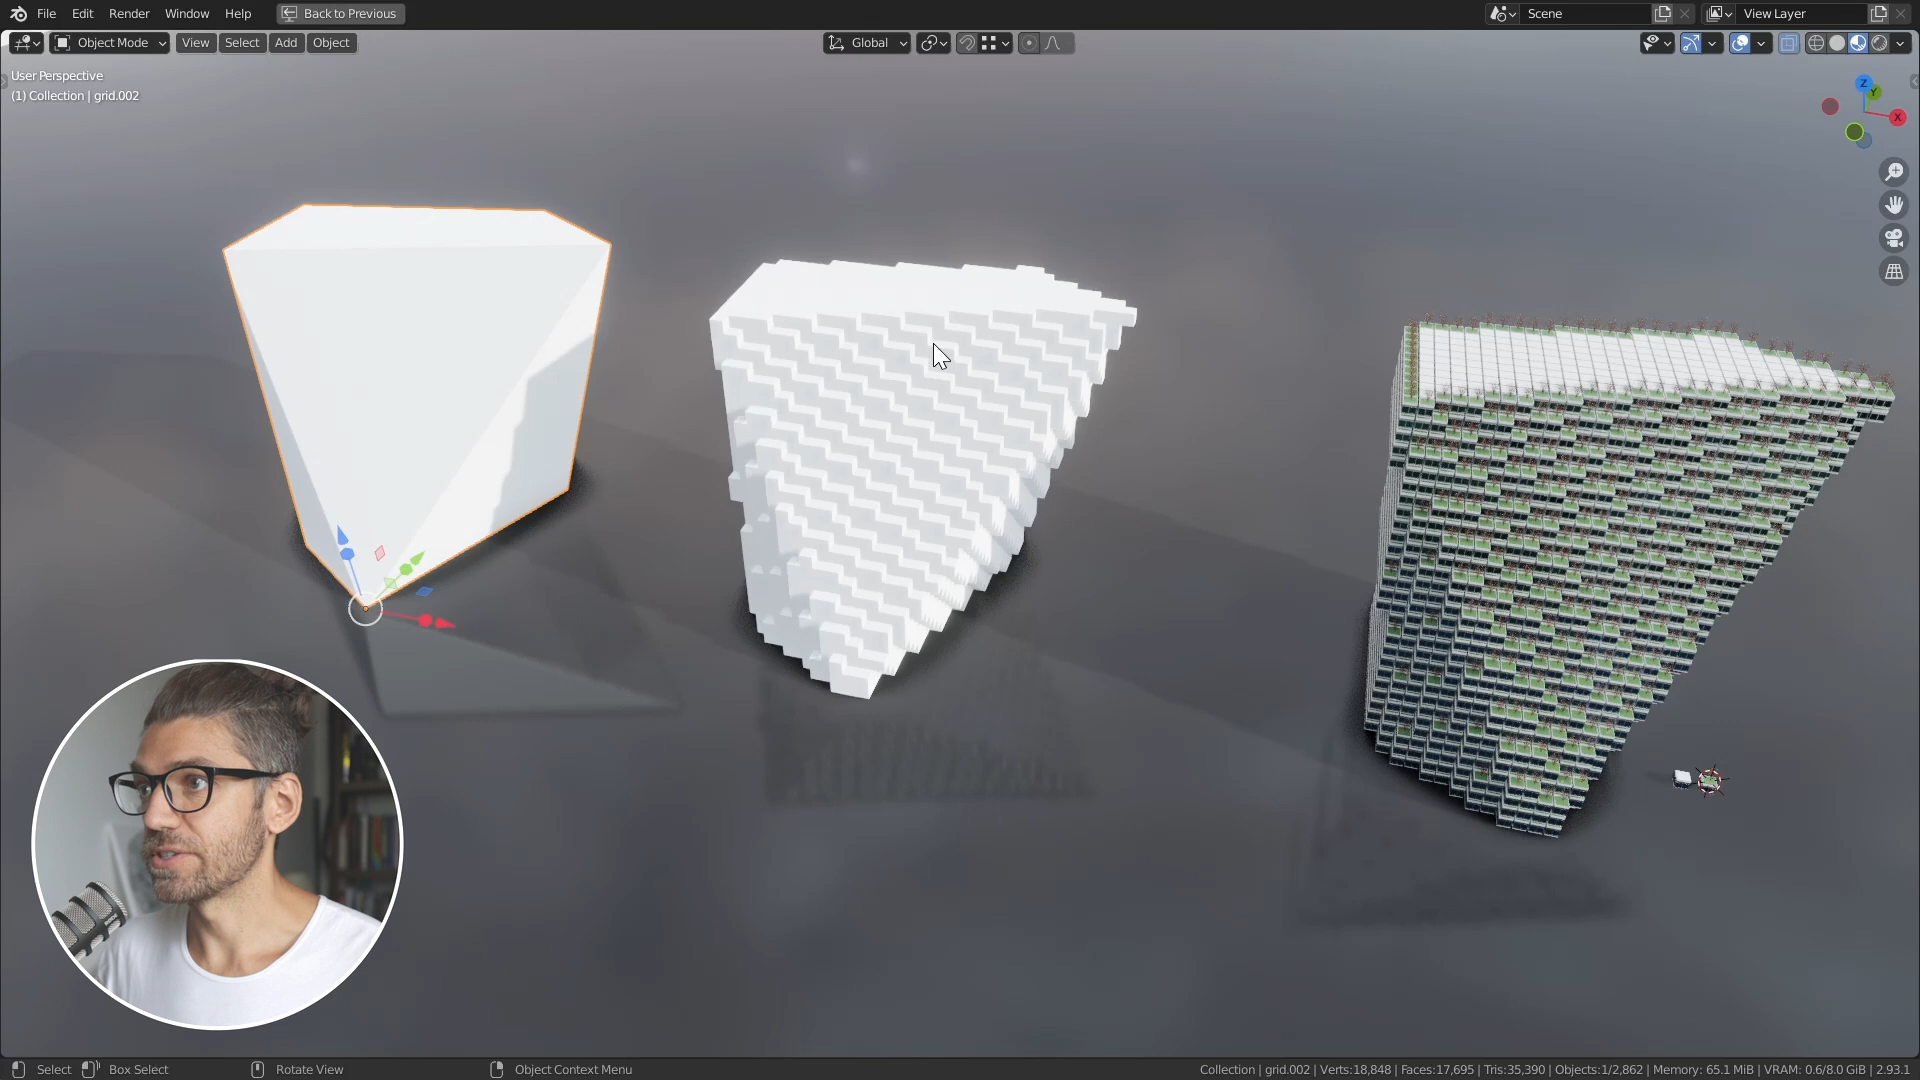 File Edit Render Window Help Back to Previous Scene View Layer
Object Mode View Select Add Object Global
User Perspective
(1) Collection | grid.002
Z
Y
X
Select Box Select Rotate View Object Context Menu Collection | grid.002 | Verts:18,848 | Faces:17,695 | Tris:35,390 | Objects:1/2,862 | Memory: 65.1 MiB | VRAM: 0.6/8.0 GiB | 2.93.1